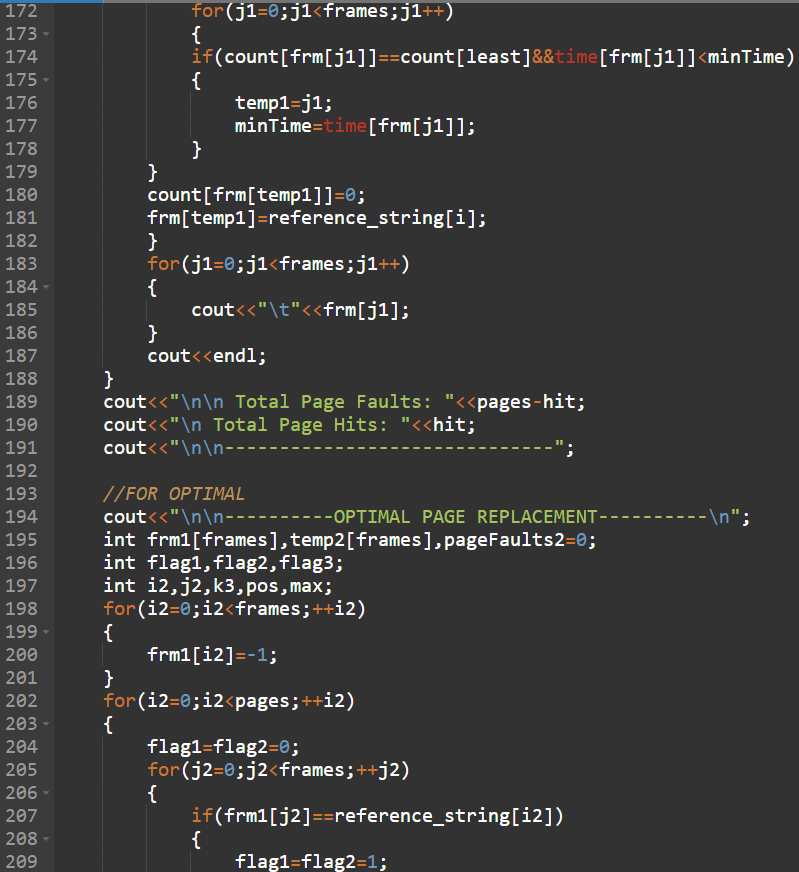 172 for(j1=0;j1<frames;j1++)
173 {
174 if(count[frm[j1]]==count[least]&&time[frm[j1]]<minTime)
175 {
176 temp1=j1;
177 minTime=time[frm[j1]];
178 }
179 }
180 count[frm[temp1]]=0;
181 frm[temp1]=reference_string[i];
182 }
183 for(j1=0;j1<frames;j1++)
184 {
185 cout<<"\t"<<frm[j1];
186 }
187 cout<<endl;
188 }
189 cout<<"\n\n Total Page Faults: "<<pages-hit;
190 cout<<"\n Total Page Hits: "<<hit;
191 cout<<"\n\n------------------------------";
192
193 //FOR OPTIMAL
194 cout<<"\n\n----------OPTIMAL PAGE REPLACEMENT----------\n";
195 int frm1[frames],temp2[frames],pageFaults2=0;
196 int flag1,flag2,flag3;
197 int i2,j2,k3,pos,max;
198 for(i2=0;i2<frames;++i2)
199 {
200 frm1[i2]=-1;
201 }
202 for(i2=0;i2<pages;++i2)
203 {
204 flag1=flag2=0;
205 for(j2=0;j2<frames;++j2)
206 {
207 if(frm1[j2]==reference_string[i2])
208 {
209 flag1=flag2=1;